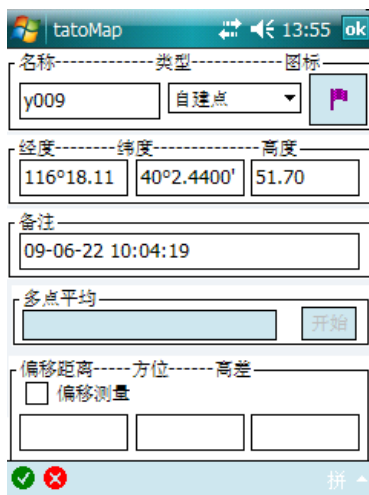 tatoMap 13:55 ok
名称------------类型------------图标
y009 自建点
经度--------纬度--------------高度
116°18.11 40°2.4400' 51.70
备注
09-06-22 10:04:19
多点平均
开始
偏移距离-----方位------高差
偏移测量
拼